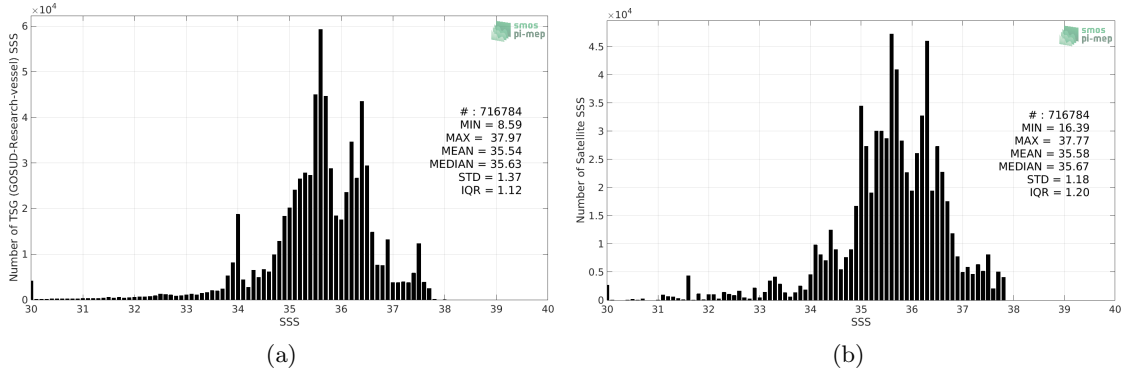 ×10⁴
6
5
4
3
2
1
0
30
31
32
33
34
35
36
37
38
39
40
SSS
Number of TSG (GOSUD-Research-vessel) SSS
smos
pi-mep
# : 716784
MIN = 8.59
MAX = 37.97
MEAN = 35.54
MEDIAN = 35.63
STD = 1.37
IQR = 1.12
(a)
×10⁴
4.5
4
3.5
3
2.5
2
1.5
1
0.5
0
30
31
32
33
34
35
36
37
38
39
40
SSS
Number of Satellite SSS
smos
pi-mep
# : 716784
MIN = 16.39
MAX = 37.77
MEAN = 35.58
MEDIAN = 35.67
STD = 1.18
IQR = 1.20
(b)